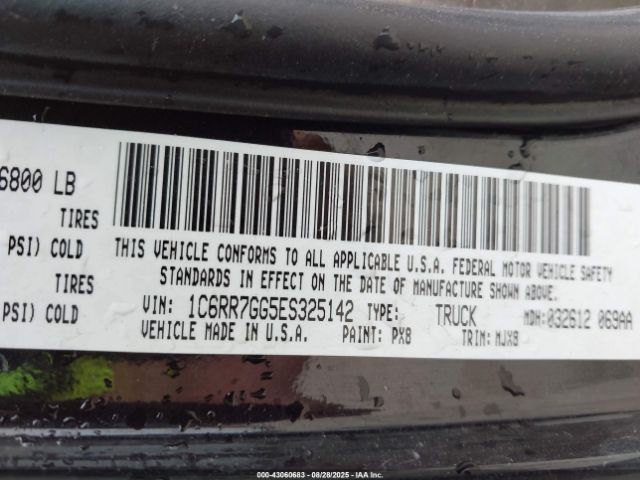 6800 LB
TIRES
PSI) COLD
TIRES
PSI) COLD
THIS VEHICLE CONFORMS TO ALL APPLICABLE U.S.A. FEDERAL MOTOR VEHICLE SAFETY
STANDARDS IN EFFECT ON THE DATE OF MANUFACTURE SHOWN ABOVE.
VIN: 1C6RR7GG5ES325142 TYPE: TRUCK MDH:032612 069AA
VEHICLE MADE IN U.S.A. PAINT: PX8 TRIM: MJX9
000-43060683 - 08/28/2025 - IAA Inc.